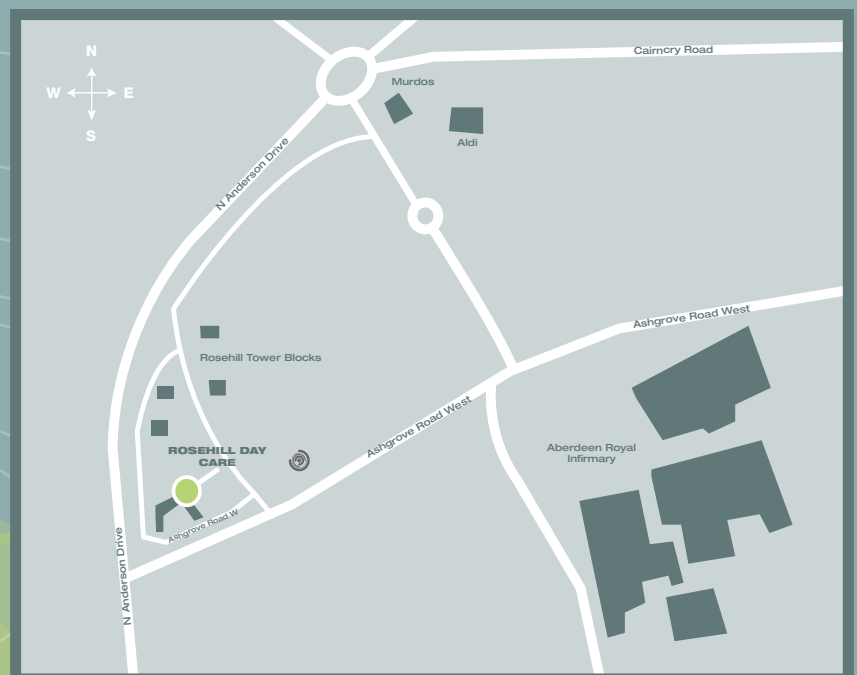 N
W E
S
Cairncry Road
Murdos
Aldi
N Anderson Drive
Ashgrove Road West
Rosehill Tower Blocks
Ashgrove Road West
ROSEHILL DAY
CARE
Aberdeen Royal
Infirmary
Ashgrove Road W
N Anderson Drive